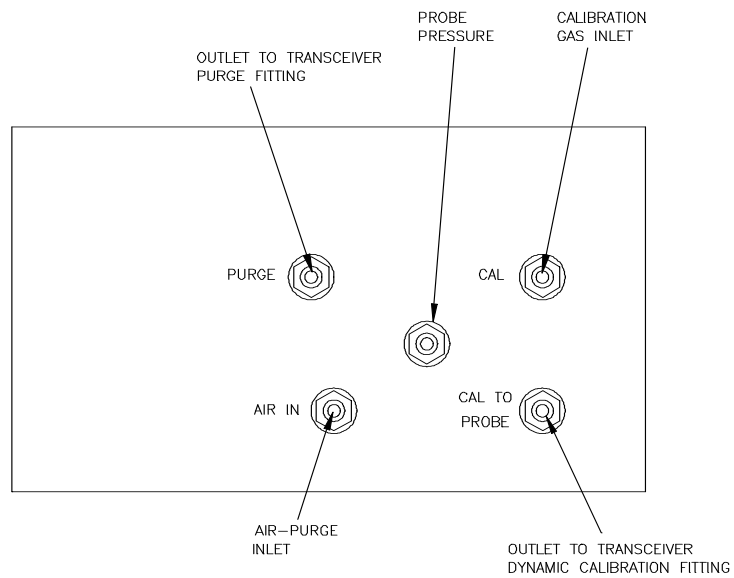 PROBE
PRESSURE
CALIBRATION
GAS INLET
OUTLET TO TRANSCEIVER
PURGE FITTING
PURGE
CAL
AIR IN
CAL TO
PROBE
AIR-PURGE
INLET
OUTLET TO TRANSCEIVER
DYNAMIC CALIBRATION FITTING